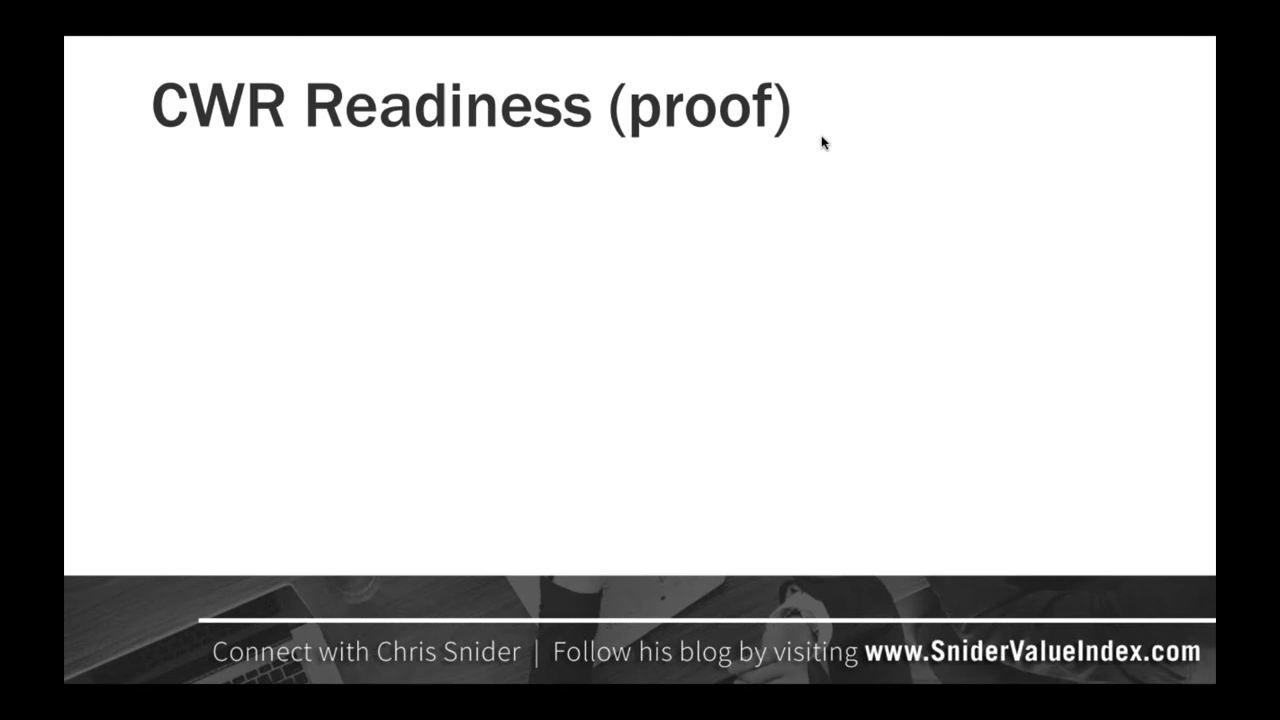 CWR Readiness (proof)
Connect with Chris Snider | Follow his blog by visiting www.SniderValueIndex.com